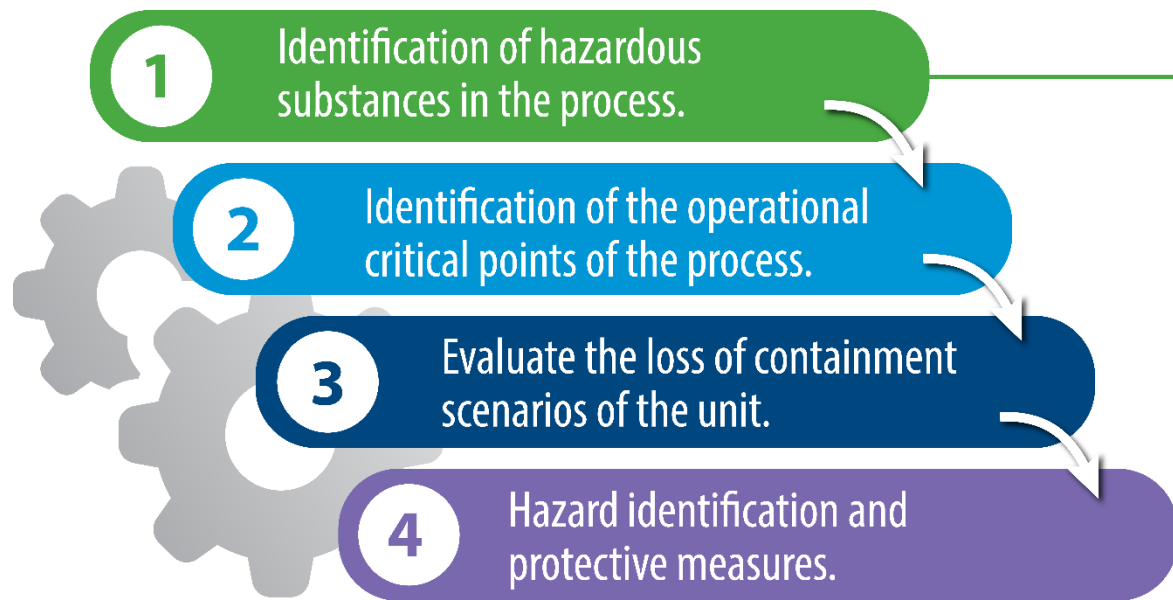 1
Identification of hazardous
substances in the process.
2
Identification of the operational
critical points of the process.
3
Evaluate the loss of containment
scenarios of the unit.
4
Hazard identification and
protective measures.